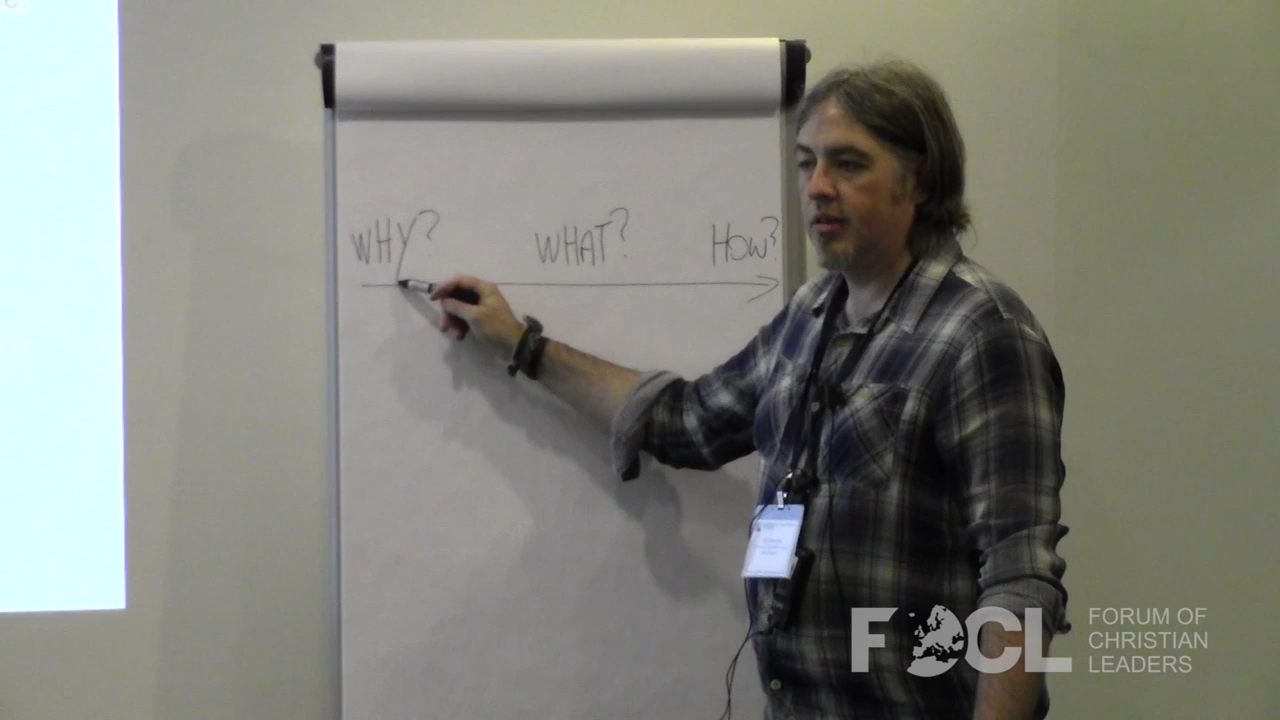 WHY? WHAT? HOW?
FOCL
FORUM OF
CHRISTIAN
LEADERS